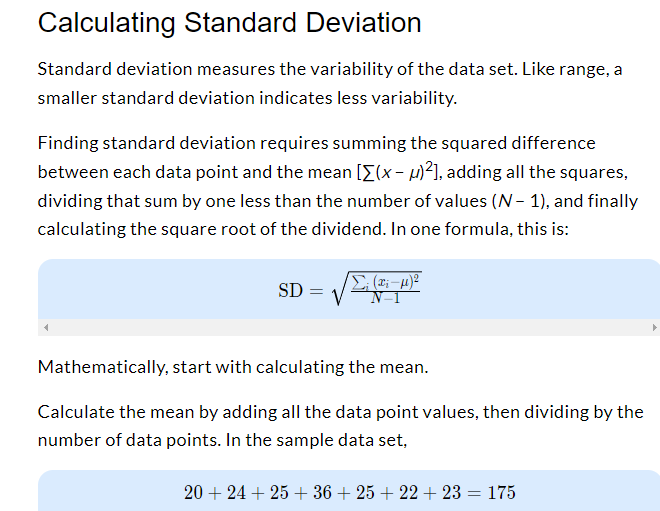 Calculating Standard Deviation
Standard deviation measures the variability of the data set. Like range, a
smaller standard deviation indicates less variability.
Finding standard deviation requires summing the squared difference
between each data point and the mean [∑(x – μ)²], adding all the squares,
dividing that sum by one less than the number of values (N – 1), and finally
calculating the square root of the dividend. In one formula, this is:
SD = √(∑ᵢ(xᵢ−μ)²/(N−1))
Mathematically, start with calculating the mean.
Calculate the mean by adding all the data point values, then dividing by the
number of data points. In the sample data set,
20 + 24 + 25 + 36 + 25 + 22 + 23 = 175